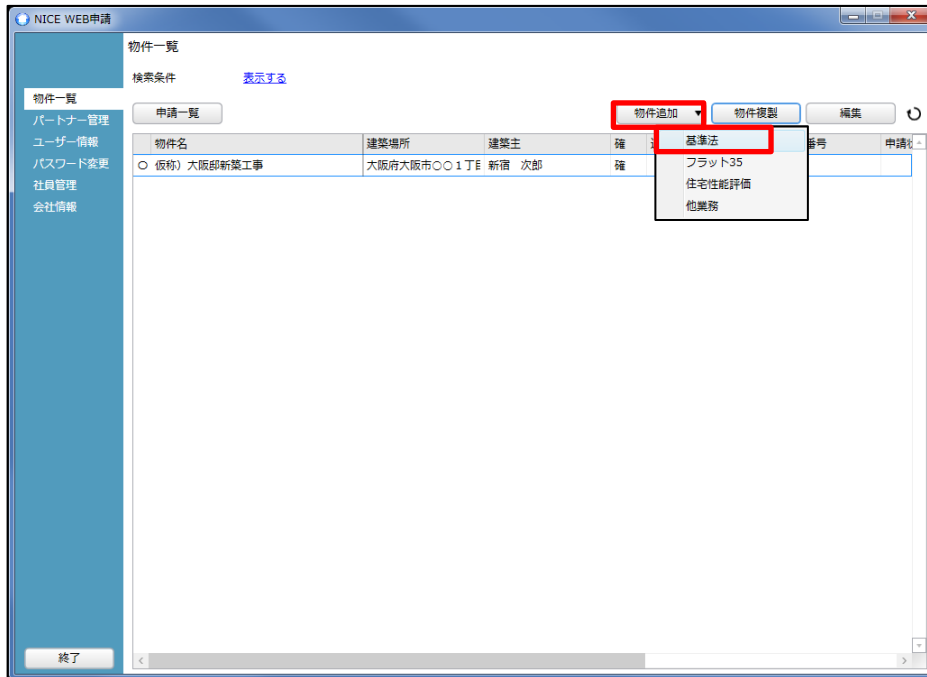 NICE WEB申請
物件一覧
検索条件 表示する
物件一覧
パートナー管理
ユーザー情報
パスワード変更
社員管理
会社情報
申請一覧 物件追加 ▼ 物件複製 編集
物件名 建築場所 建築主 確 番号 申請
○ 仮称）大阪邸新築工事 大阪府大阪市○○１丁目 新宿 次郎 確
基準法
フラット35
住宅性能評価
他業務
終了